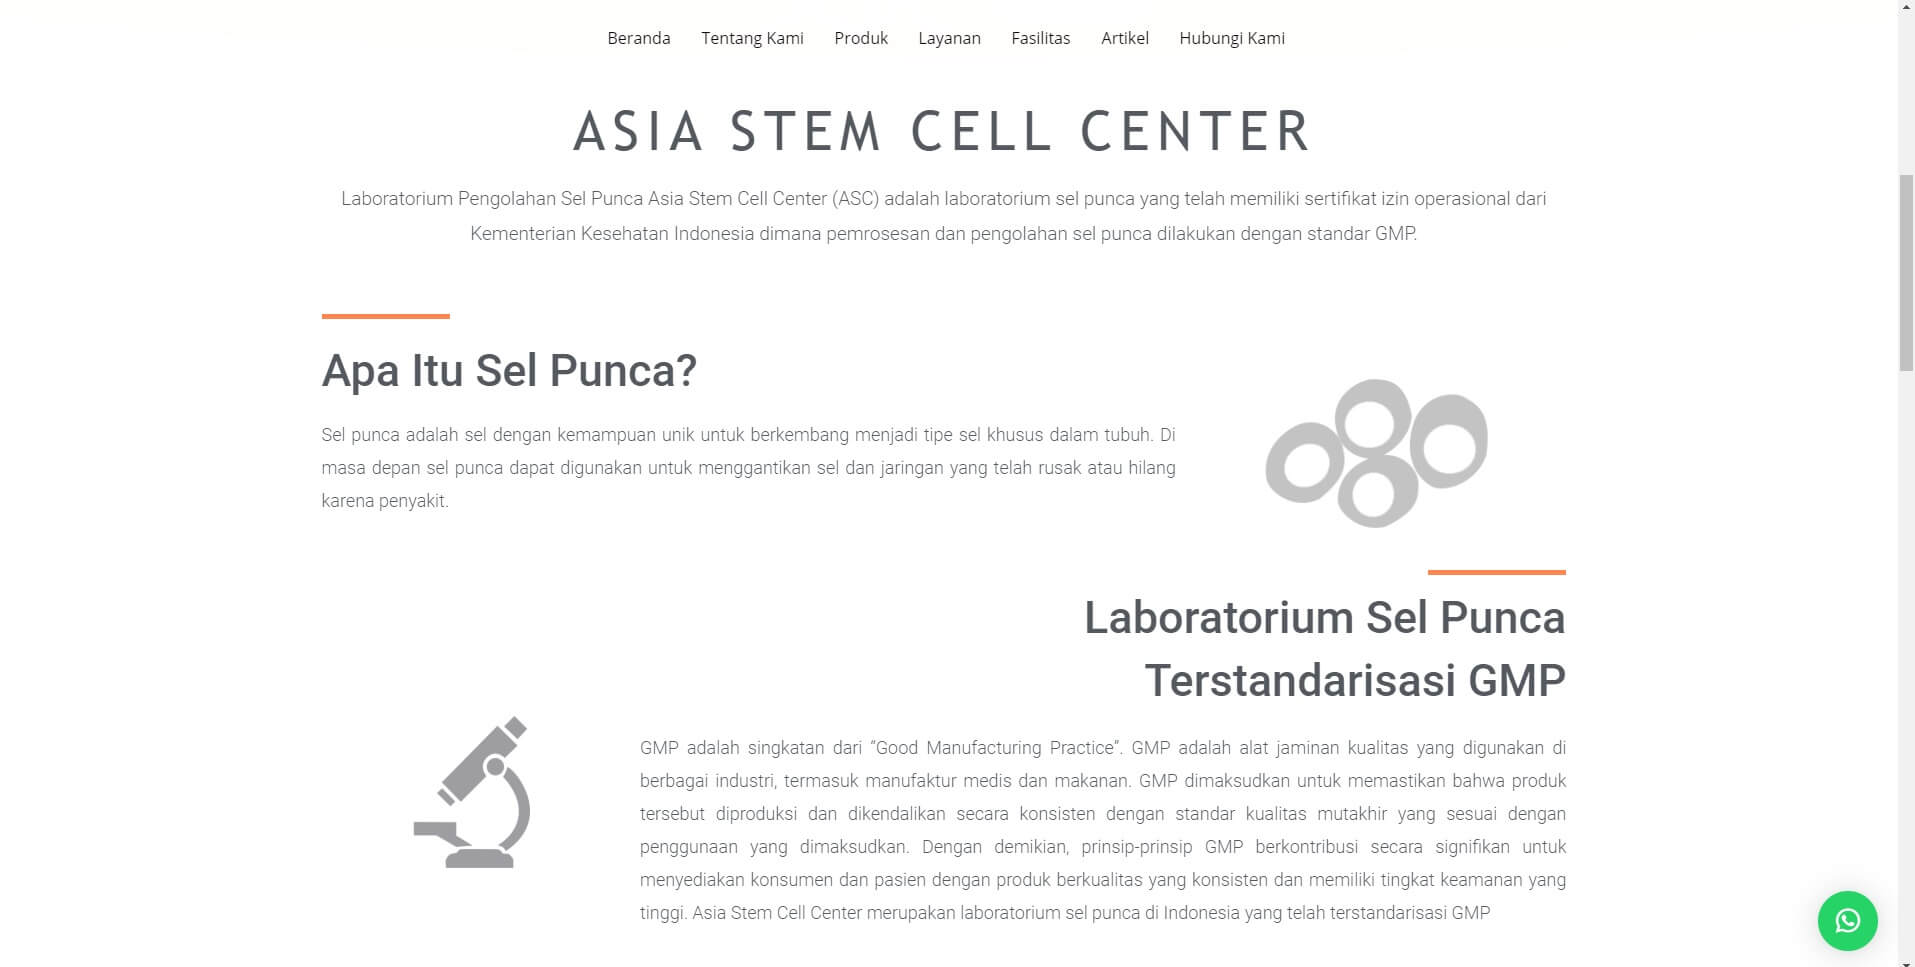 Beranda Tentang Kami Produk Layanan Fasilitas Artikel Hubungi Kami
ASIA STEM CELL CENTER
Laboratorium Pengolahan Sel Punca Asia Stem Cell Center (ASC) adalah laboratorium sel punca yang telah memiliki sertifikat izin operasional dari
Kementerian Kesehatan Indonesia dimana pemrosesan dan pengolahan sel punca dilakukan dengan standar GMP.
Apa Itu Sel Punca?
Sel punca adalah sel dengan kemampuan unik untuk berkembang menjadi tipe sel khusus dalam tubuh. Di
masa depan sel punca dapat digunakan untuk menggantikan sel dan jaringan yang telah rusak atau hilang
karena penyakit.
Laboratorium Sel Punca
Terstandarisasi GMP
GMP adalah singkatan dari “Good Manufacturing Practice”. GMP adalah alat jaminan kualitas yang digunakan di
berbagai industri, termasuk manufaktur medis dan makanan. GMP dimaksudkan untuk memastikan bahwa produk
tersebut diproduksi dan dikendalikan secara konsisten dengan standar kualitas mutakhir yang sesuai dengan
penggunaan yang dimaksudkan. Dengan demikian, prinsip-prinsip GMP berkontribusi secara signifikan untuk
menyediakan konsumen dan pasien dengan produk berkualitas yang konsisten dan memiliki tingkat keamanan yang
tinggi. Asia Stem Cell Center merupakan laboratorium sel punca di Indonesia yang telah terstandarisasi GMP